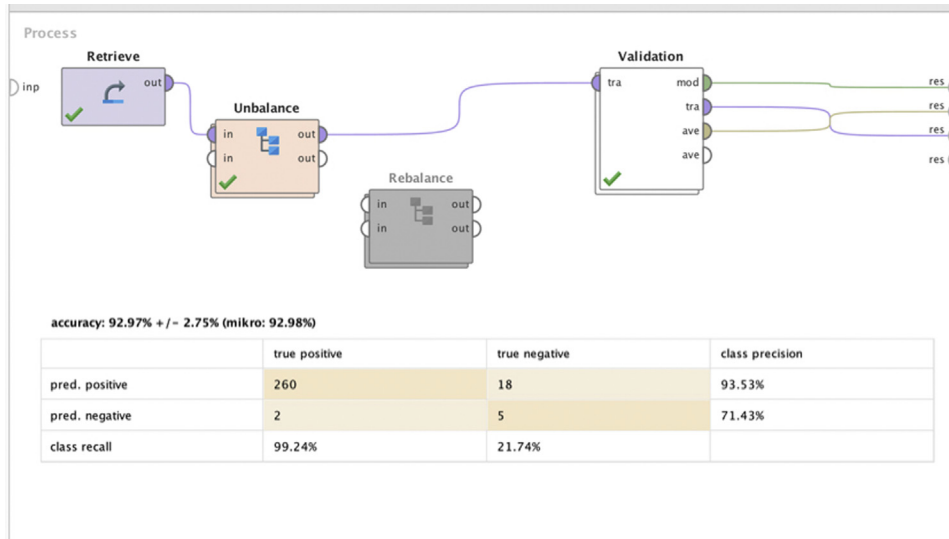 Process
Retrieve
Validation
inp
out
tra
mod
res
Unbalance
tra
res
in
out
ave
res
in
out
ave
res
Rebalance
in
out
in
out
accuracy: 92.97% +/- 2.75% (mikro: 92.98%)
true positive
true negative
class precision
pred. positive
260
18
93.53%
pred. negative
2
5
71.43%
class recall
99.24%
21.74%